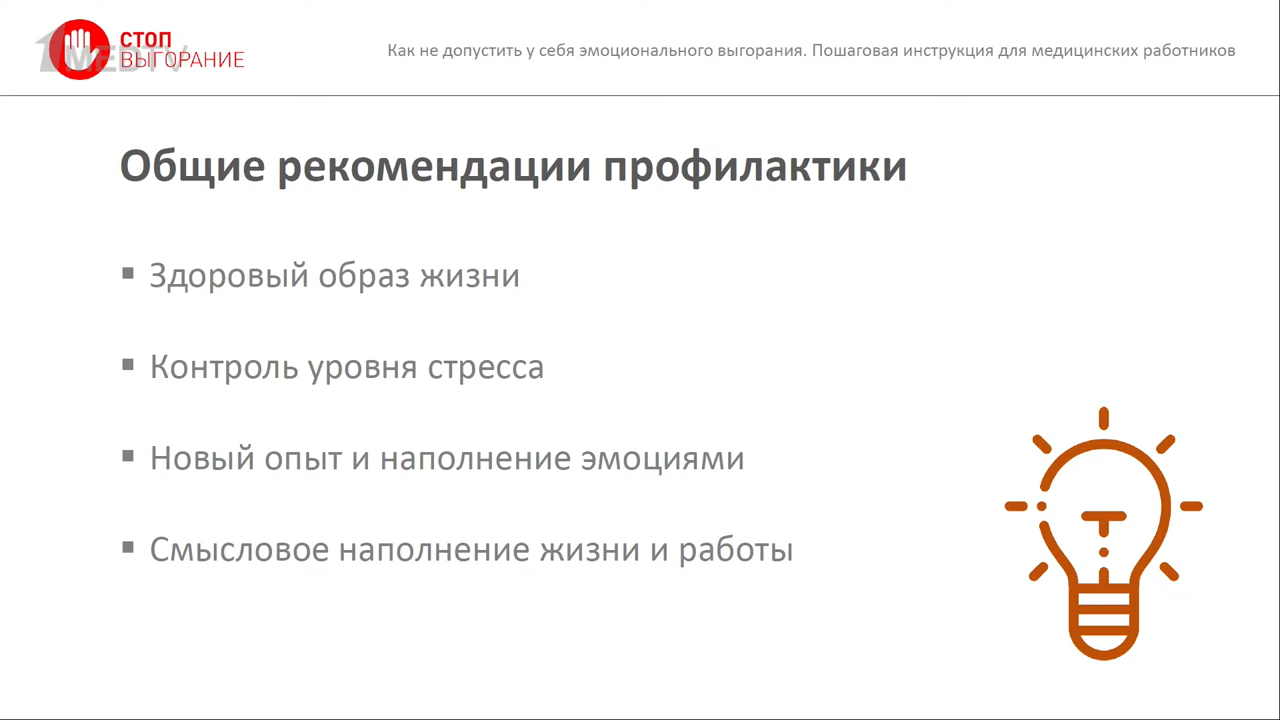 СТОП
ВЫГОРАНИЕ
1MEDTV
Как не допустить у себя эмоционального выгорания. Пошаговая инструкция для медицинских работников
Общие рекомендации профилактики
▪ Здоровый образ жизни
▪ Контроль уровня стресса
▪ Новый опыт и наполнение эмоциями
▪ Смысловое наполнение жизни и работы